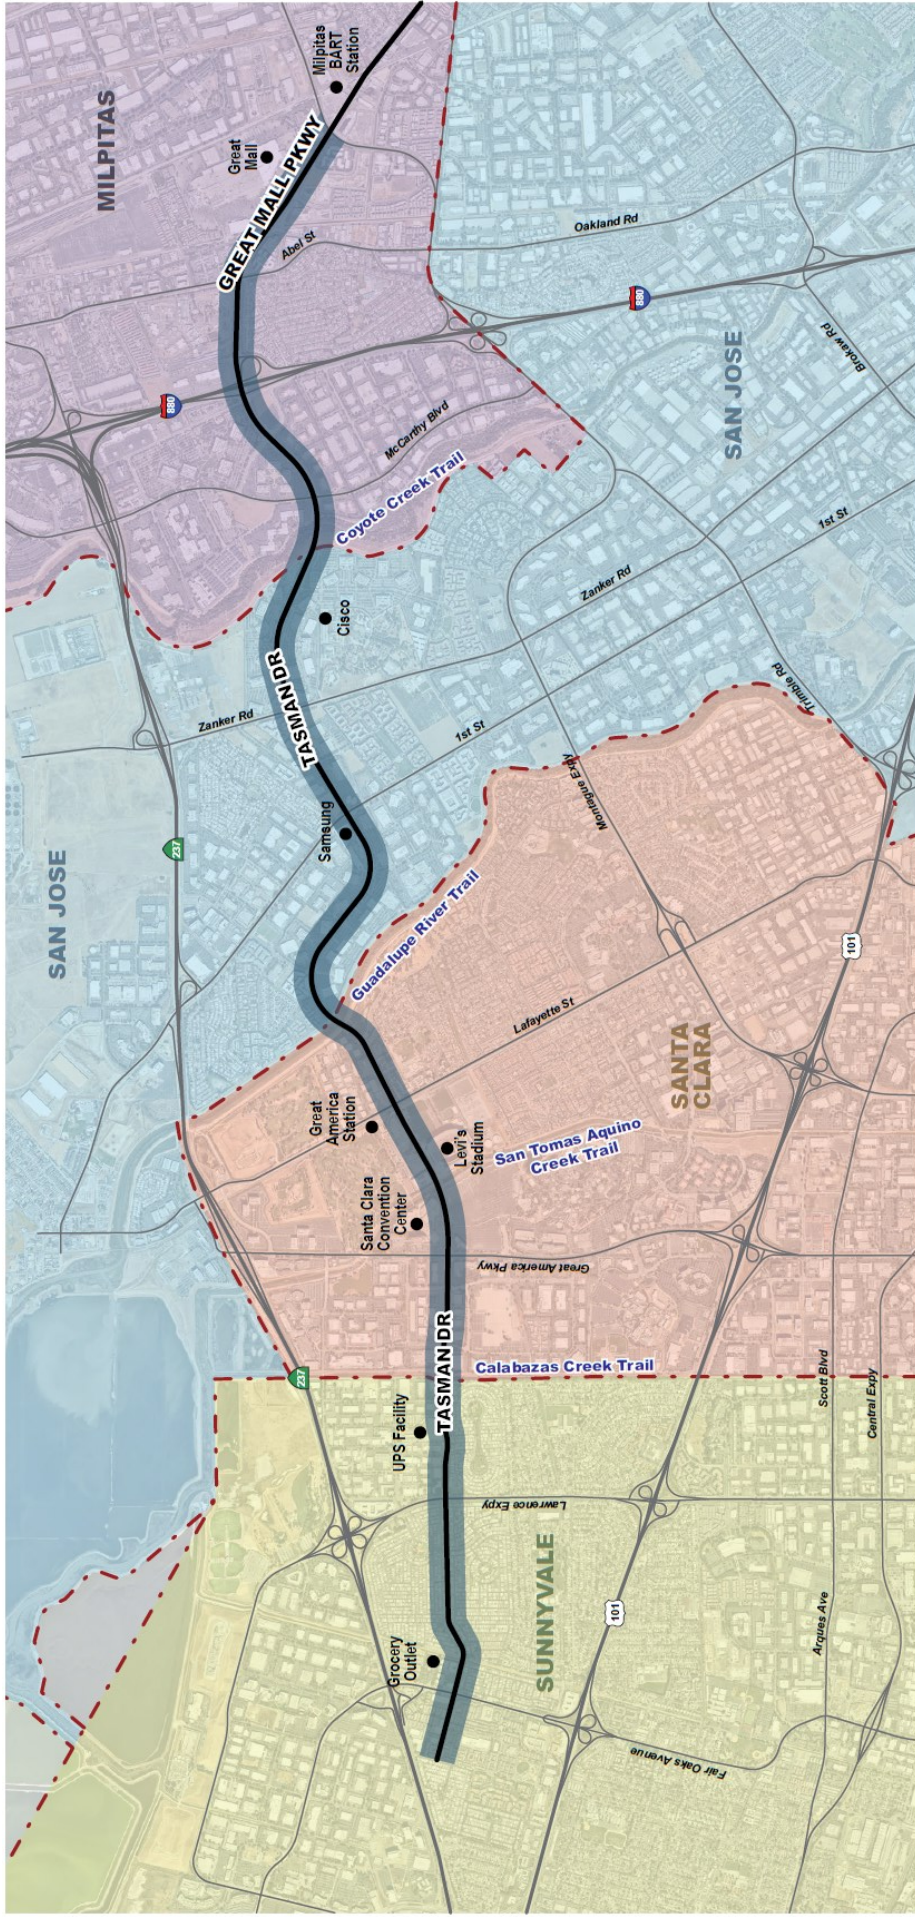 MILPITAS
Milpitas
BART
Station
Great
Mall
GREAT MALL PKWY
Abel St
Oakland Rd
880
880
SAN JOSE
Brokaw Rd
McCarthy Blvd
Coyote Creek Trail
1st St
Zanker Rd
Cisco
TASMAN DR
Zanker Rd
1st St
Trimble Rd
Montague Expy
Samsung
237
SAN JOSE
Guadalupe River Trail
101
Lafayette St
SANTA
CLARA
Great
America
Station
Levi's
Stadium
San Tomas Aquino
Creek Trail
Santa Clara
Convention
Center
Great America Pkwy
TASMAN DR
Calabazas Creek Trail
237
Scott Blvd
Central Expy
UPS Facility
Lawrence Expy
SUNNYVALE
101
Arques Ave
Grocery
Outlet
Fair Oaks Avenue